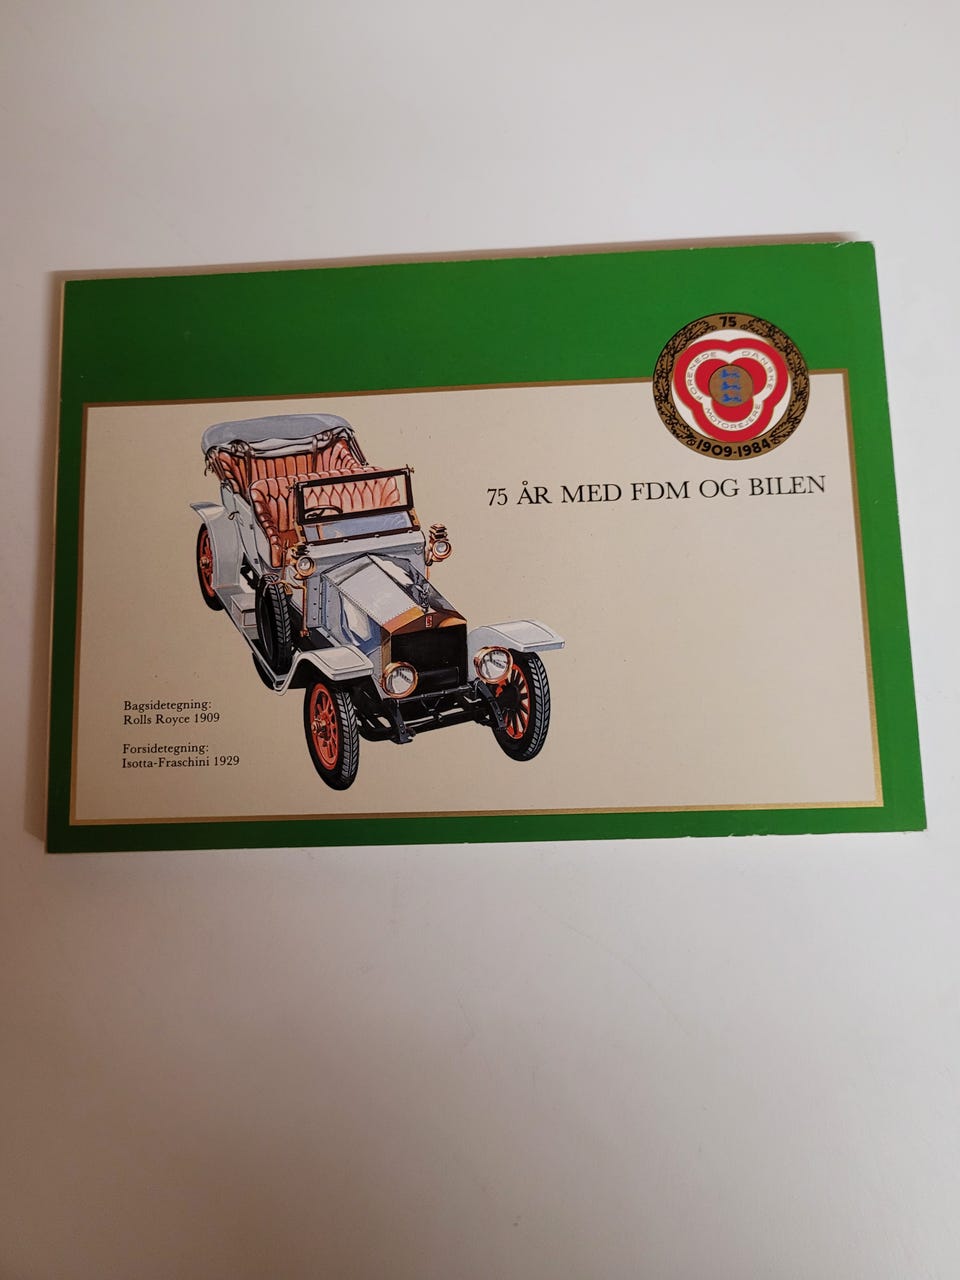 75
FORENEDE DANSKE
MOTOREJERE
1909-1984
75 ÅR MED FDM OG BILEN
Bagsidetegning:
Rolls Royce 1909
Forsidetegning:
Isotta-Fraschini 1929